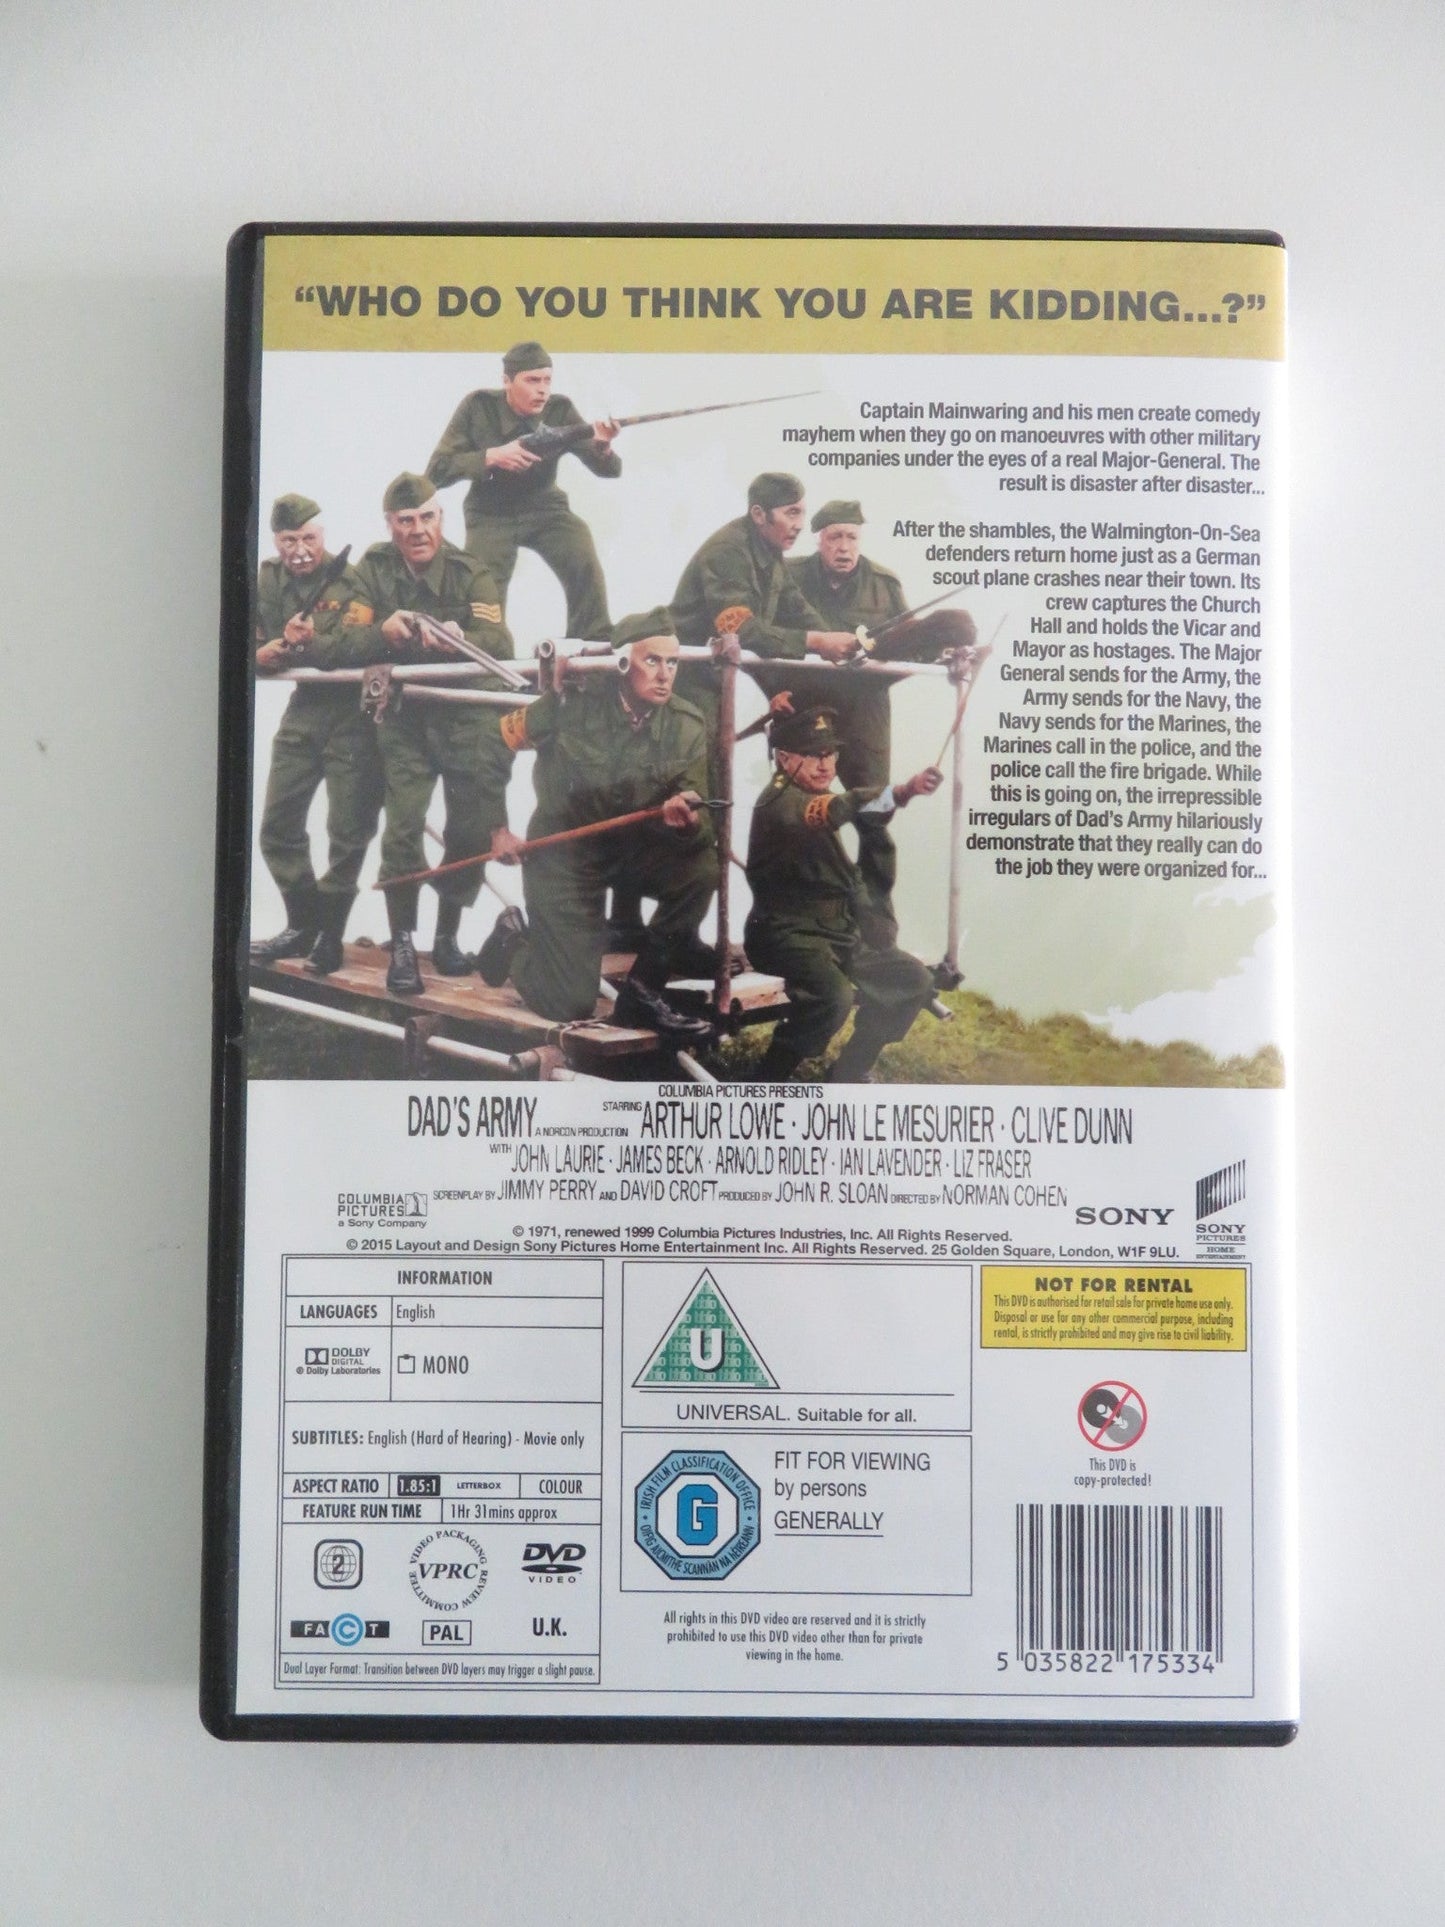 “WHO DO YOU THINK YOU ARE KIDDING...?”
Captain Mainwaring and his men create comedy
mayhem when they go on manoeuvres with other military
companies under the eyes of a real Major-General. The
result is disaster after disaster...
After the shambles, the Walmington-On-Sea
defenders return home just as a German
scout plane crashes near their town. Its
crew captures the Church
Hall and holds the Vicar and
Mayor as hostages. The Major
General sends for the Army, the
Army sends for the Navy, the
Navy sends for the Marines, the
Marines call in the police, and the
police call the fire brigade. While
this is going on, the irrepressible
irregulars of Dad's Army hilariously
demonstrate that they really can do
the job they were organized for...
COLUMBIA PICTURES PRESENTS
DAD'S ARMY A NORCON PRODUCTION STARRING ARTHUR LOWE · JOHN LE MESURIER · CLIVE DUNN
WITH JOHN LAURIE · JAMES BECK · ARNOLD RIDLEY · IAN LAVENDER · LIZ FRASER
SCREENPLAY BY JIMMY PERRY AND DAVID CROFT PRODUCED BY JOHN R. SLOAN DIRECTED BY NORMAN COHEN
COLUMBIA
PICTURES
a Sony Company
SONY
SONY
PICTURES
HOME
ENTERTAINMENT
© 1971, renewed 1999 Columbia Pictures Industries, Inc. All Rights Reserved.
© 2015 Layout and Design Sony Pictures Home Entertainment Inc. All Rights Reserved. 25 Golden Square, London, W1F 9LU.
INFORMATION
LANGUAGES English
DOLBY
DIGITAL
® Dolby Laboratories
MONO
SUBTITLES: English (Hard of Hearing) - Movie only
ASPECT RATIO 1.85:1 LETTERBOX COLOUR
FEATURE RUN TIME 1Hr 31mins approx
2
VIDEO PACKAGING REVIEW COMMITTEE
VPRC
DVD
VIDEO
FACT
PAL
U.K.
Dual Layer Format: Transition between DVD layers may trigger a slight pause.
U
UNIVERSAL. Suitable for all.
IRISH FILM CLASSIFICATION OFFICE
OIFIG AICMITHE SCANNÁN NA hÉIREANN
G
FIT FOR VIEWING
by persons
GENERALLY
All rights in this DVD video are reserved and it is strictly
prohibited to use this DVD video other than for private
viewing in the home.
NOT FOR RENTAL
This DVD is authorised for retail sale for private home use only.
Disposal or use for any other commercial purpose, including
rental, is strictly prohibited and may give rise to civil liability.
This DVD is
copy-protected!
5 035822 175334